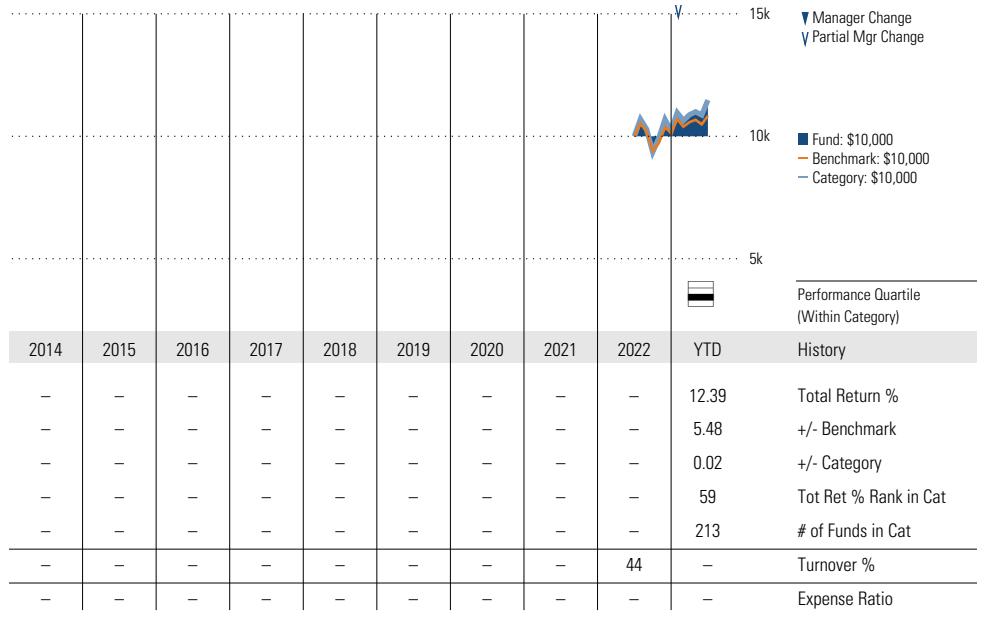 15k
Manager Change
Partial Mgr Change
10k
Fund: $10,000
Benchmark: $10,000
Category: $10,000
5k
Performance Quartile
(Within Category)
2014 2015 2016 2017 2018 2019 2020 2021 2022 YTD History
– – – – – – – – – 12.39 Total Return %
– – – – – – – – – 5.48 +/- Benchmark
– – – – – – – – – 0.02 +/- Category
– – – – – – – – – 59 Tot Ret % Rank in Cat
– – – – – – – – – 213 # of Funds in Cat
– – – – – – – – 44 – Turnover %
– – – – – – – – – – Expense Ratio